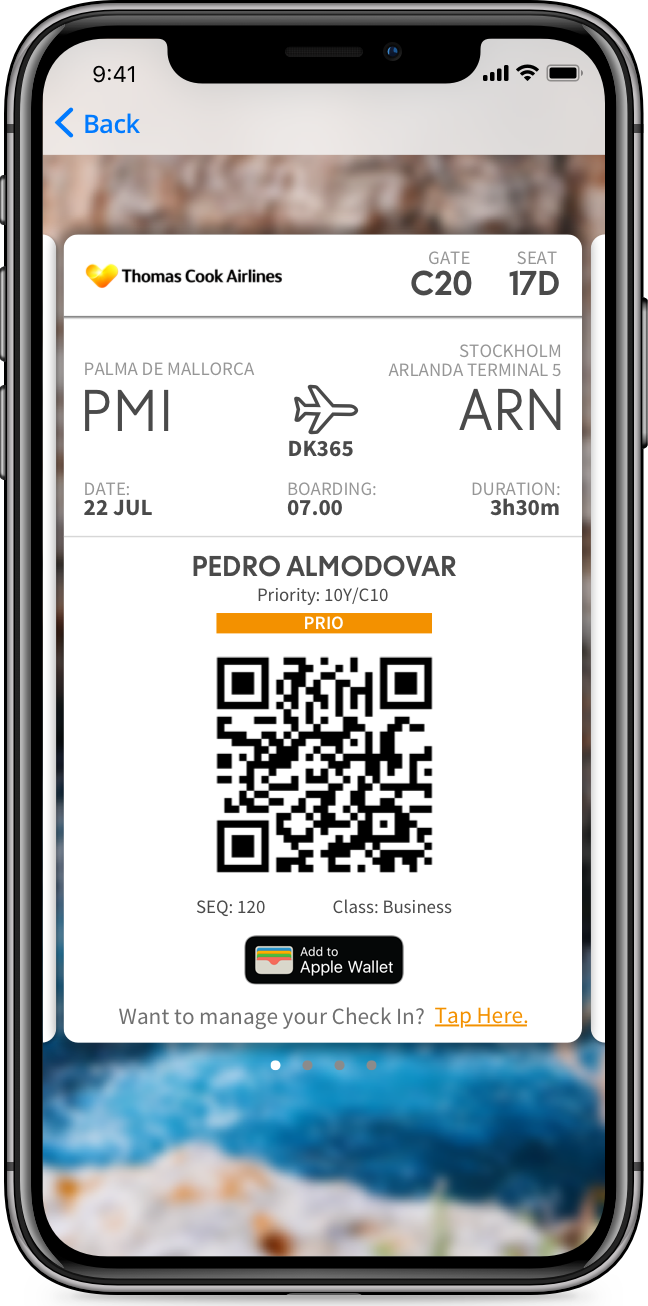 9:41
Back
Thomas Cook Airlines
GATE
C20
SEAT
17D
PALMA DE MALLORCA
PMI
STOCKHOLM
ARLANDA TERMINAL 5
ARN
DK365
DATE:
22 JUL
BOARDING:
07.00
DURATION:
3h30m
PEDRO ALMODOVAR
Priority: 10Y/C10
PRIO
SEQ: 120
Class: Business
Add to
Apple Wallet
Want to manage your Check In? Tap Here.